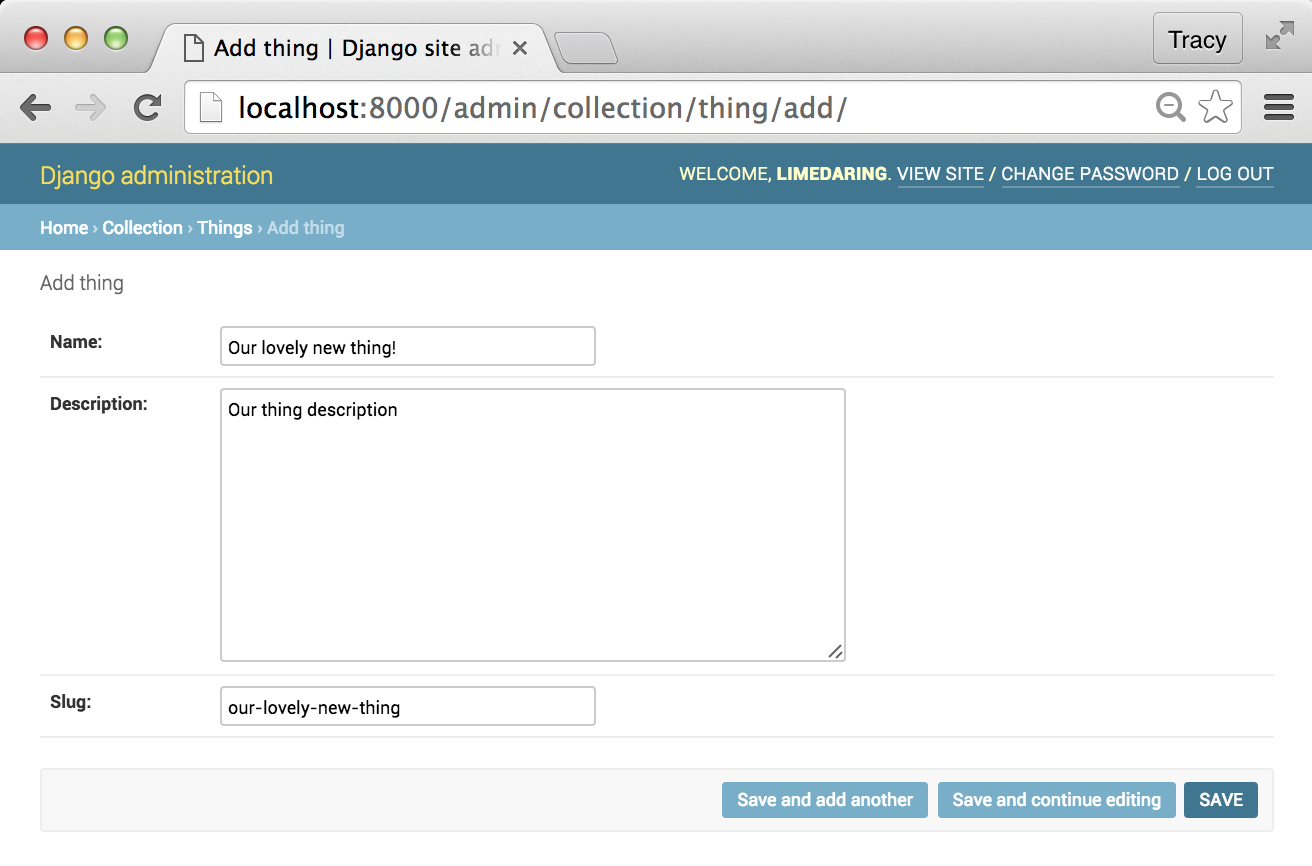 Add thing | Django site ad
Tracy
localhost:8000/admin/collection/thing/add/
Django administration
WELCOME, LIMEDARING. VIEW SITE / CHANGE PASSWORD / LOG OUT
Home › Collection › Things › Add thing
Add thing
Name:
Our lovely new thing!
Description:
Our thing description
Slug:
our-lovely-new-thing
Save and add another
Save and continue editing
SAVE